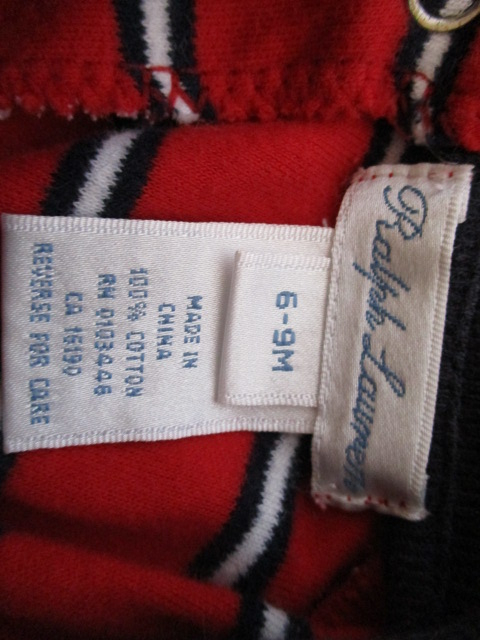 Ralph Lauren
6-9M
MADE IN
CHINA
100% COTTON
RN 0103446
CA 16190
REVERSE FOR CARE